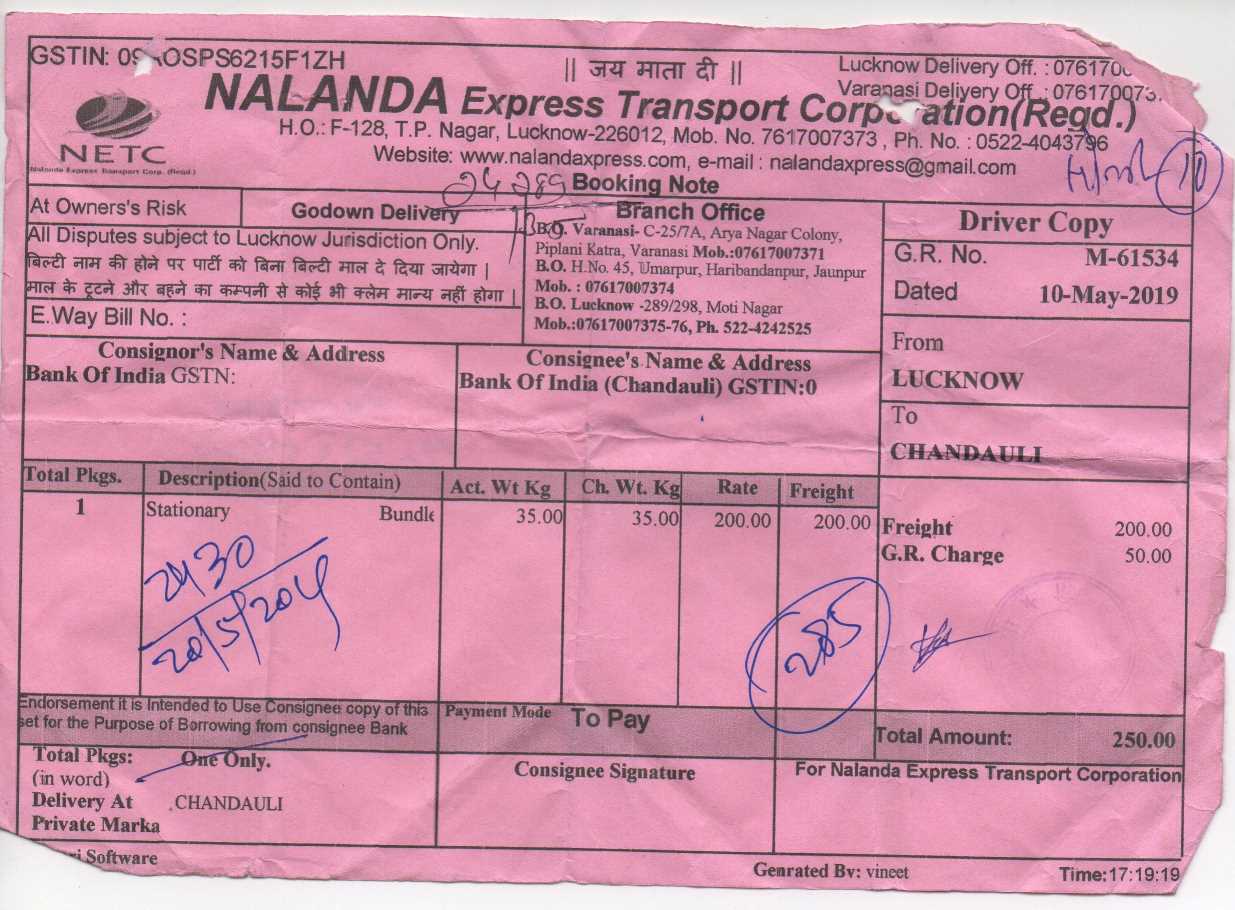 GSTIN: 09 OSPS6215F1ZH
|| जय माता दी ||
Lucknow Delivery Off. : 076170
Varanasi Delivery Off. : 076170073
NALANDA Express Transport Corp ation(Regd.)
H.O.: F-128, T.P. Nagar, Lucknow-226012, Mob. No. 7617007373 , Ph. No. : 0522-4043796
Website: www.nalandaxpress.com, e-mail : nalandaxpress@gmail.com
NETC
Nalanda Express Transport Corp. (Regd.)
24289 Booking Note
10
At Owners's Risk
Godown Delivery
All Disputes subject to Lucknow Jurisdiction Only.
बिल्टी नाम की होने पर पार्टी को बिना बिल्टी माल दे दिया जायेगा |
माल के टूटने और बहने का कम्पनी से कोई भी क्लेम मान्य नहीं होगा |
E.Way Bill No. :
Branch Office
B.O. Varanasi- C-25/7A, Arya Nagar Colony,
Piplani Katra, Varanasi Mob.:07617007371
B.O. H.No. 45, Umarpur, Haribandanpur, Jaunpur
Mob. : 07617007374
B.O. Lucknow -289/298, Moti Nagar
Mob.:07617007375-76, Ph. 522-4242525
Driver Copy
G.R. No. M-61534
Dated 10-May-2019
From
LUCKNOW
To
CHANDAULI
Consignor's Name & Address
Bank Of India GSTN:
Consignee's Name & Address
Bank Of India (Chandauli) GSTIN:0
Total Pkgs. Description(Said to Contain) Act. Wt Kg Ch. Wt. Kg Rate Freight
1 Stationary Bundle 35.00 35.00 200.00 200.00
Freight 200.00
G.R. Charge 50.00
2430
20/5/2019
285
Endorsement it is Intended to Use Consignee copy of this
set for the Purpose of Borrowing from consignee Bank
Payment Mode To Pay
Total Amount: 250.00
Total Pkgs: One Only.
(in word)
Delivery At .CHANDAULI
Private Marka
Consignee Signature
For Nalanda Express Transport Corporation
Software
Genrated By: vineet
Time:17:19:19